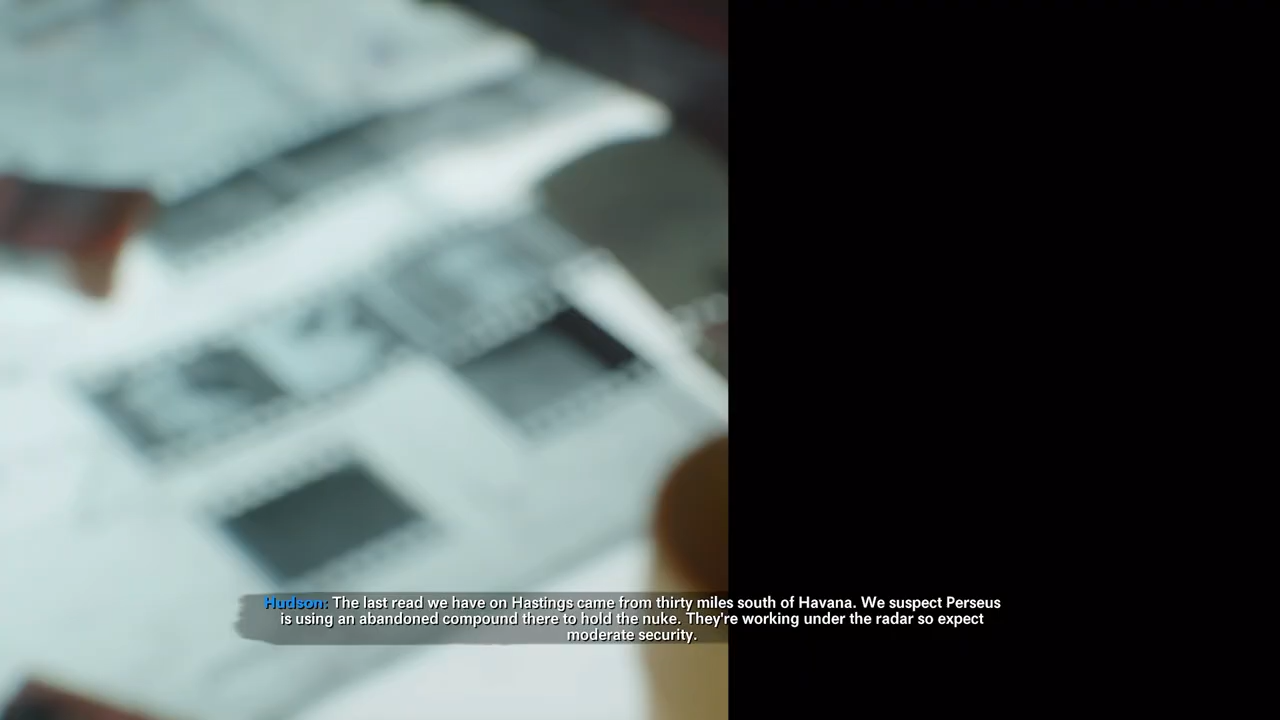 Hudson: The last read we have on Hastings came from thirty miles south of Havana. We suspect Perseus
is using an abandoned compound there to hold the nuke. They're working under the radar so expect
moderate security.